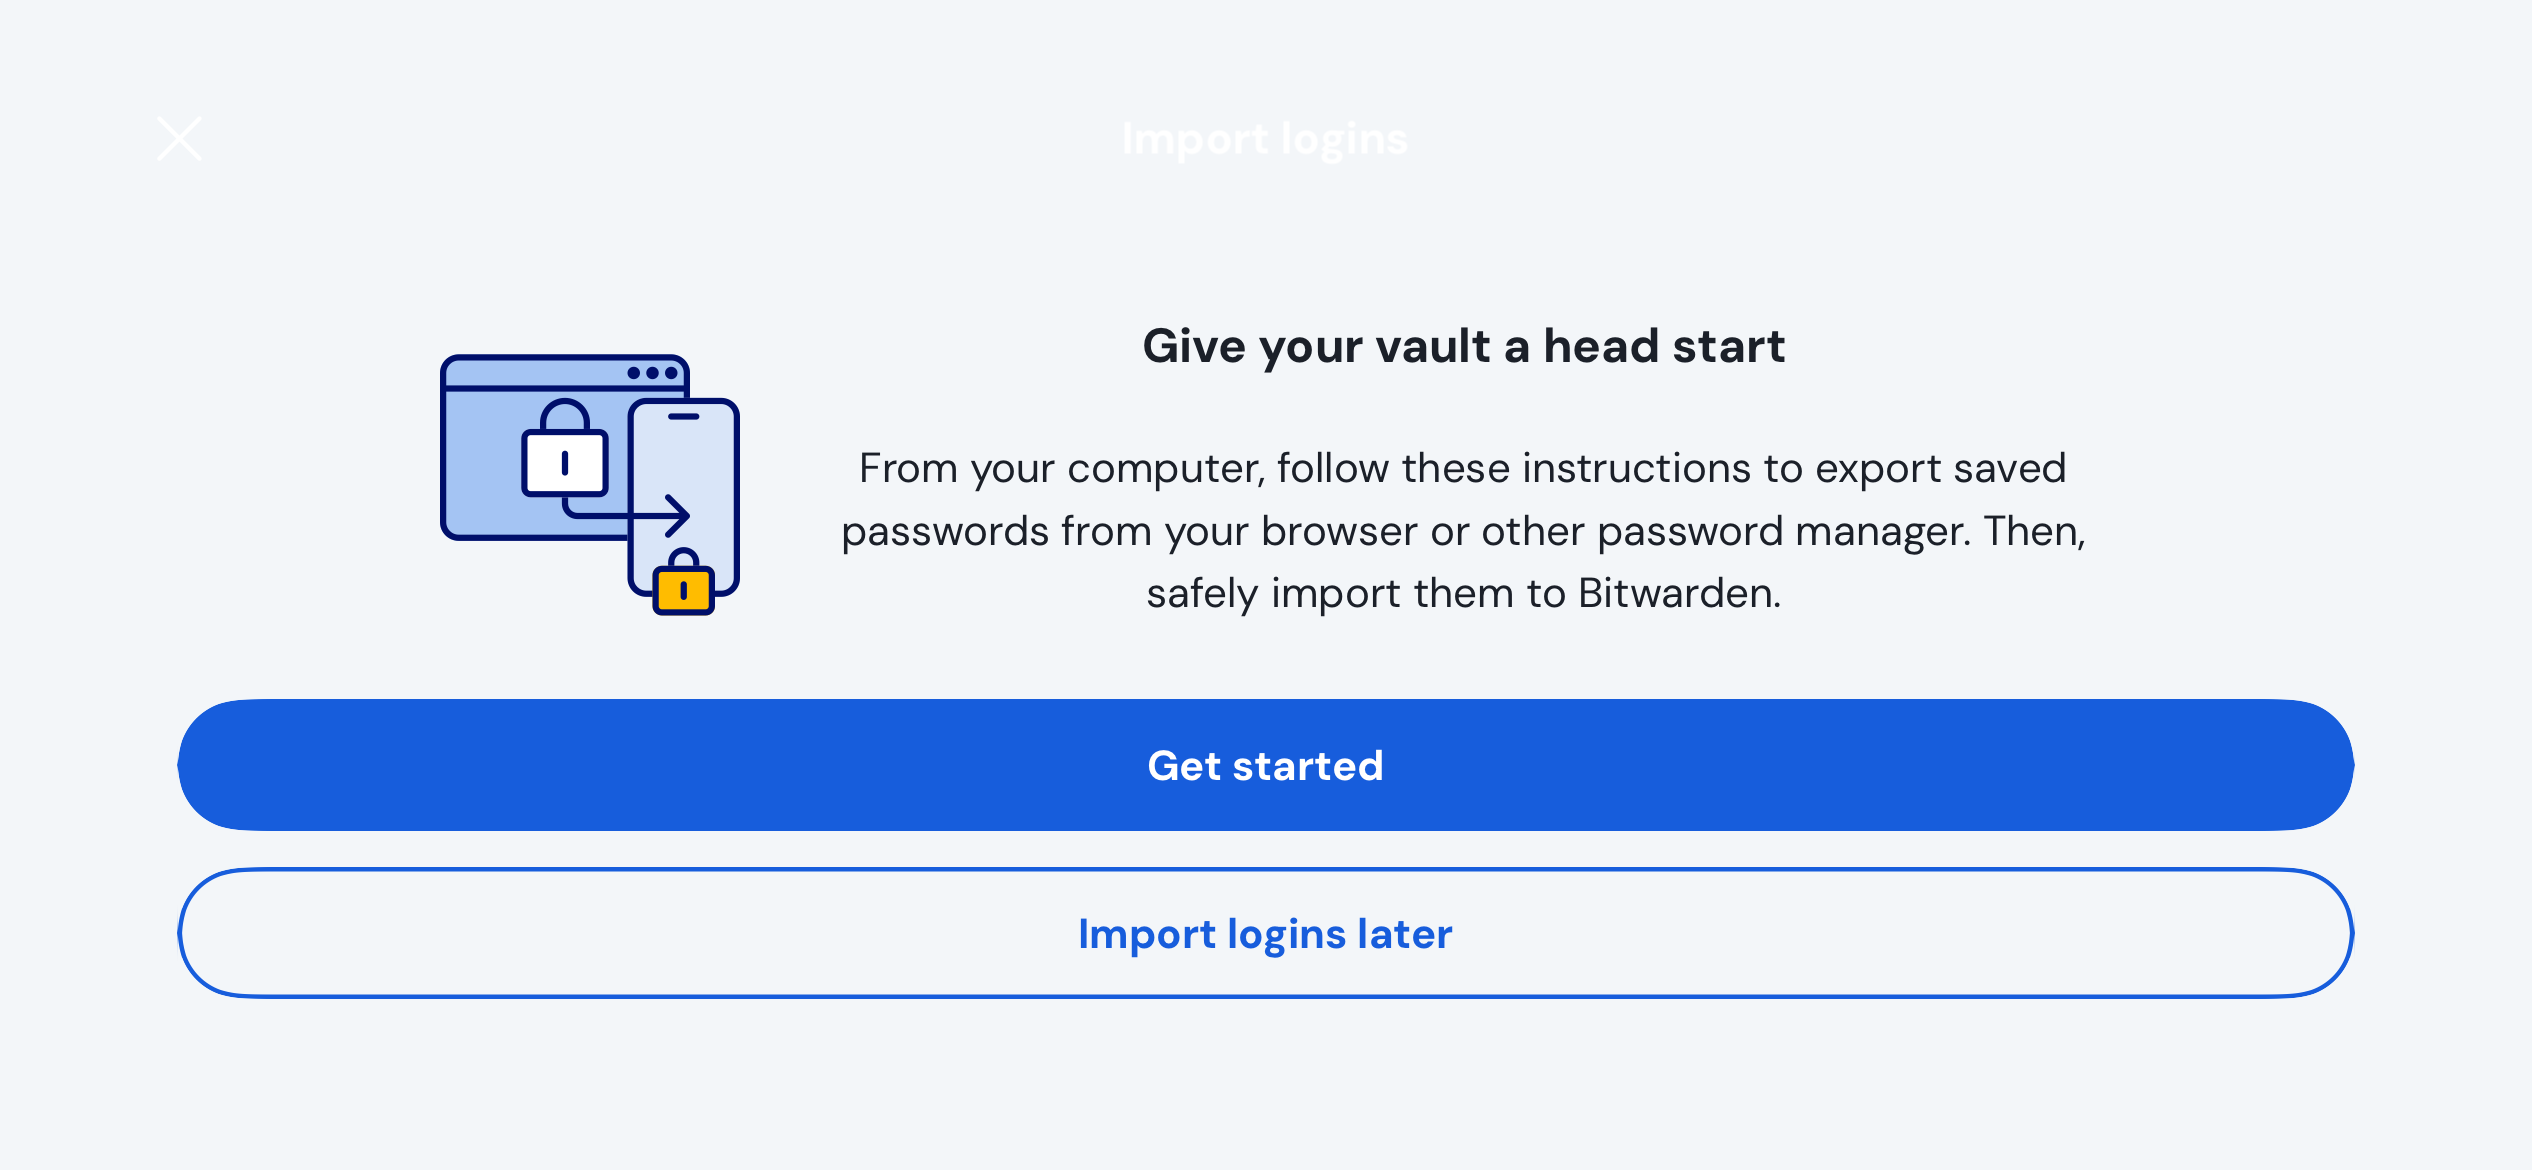 Import logins
Give your vault a head start
From your computer, follow these instructions to export saved
passwords from your browser or other password manager. Then,
safely import them to Bitwarden.
Get started
Import logins later